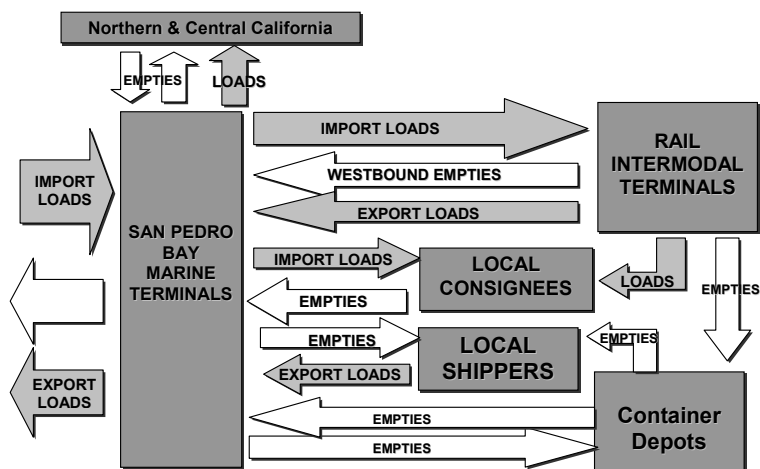 Northern & Central California
EMPTIES
LOADS
IMPORT LOADS
RAIL
INTERMODAL
TERMINALS
WESTBOUND EMPTIES
EXPORT LOADS
IMPORT
LOADS
SAN PEDRO
BAY
MARINE
TERMINALS
IMPORT LOADS
LOCAL
CONSIGNEES
LOADS
EMPTIES
EMPTIES
EMPTIES
LOCAL
SHIPPERS
EMPTIES
EXPORT LOADS
EXPORT
LOADS
Container
Depots
EMPTIES
EMPTIES